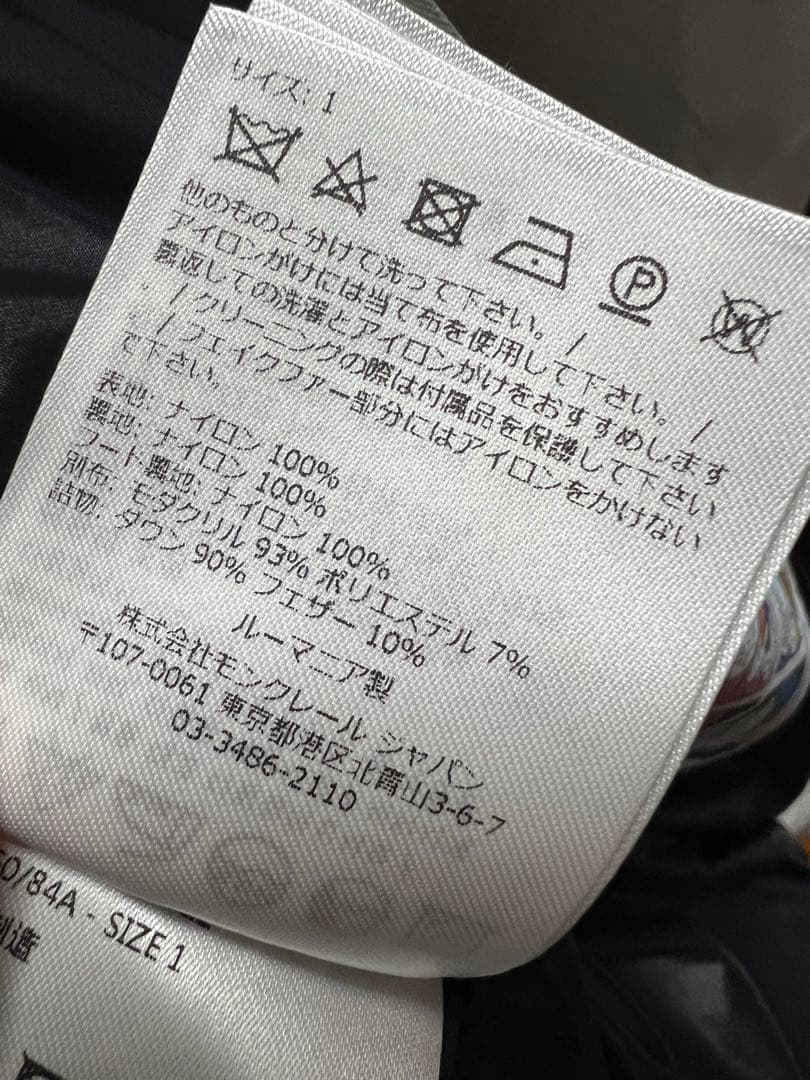 サイズ: 1
P
W
他のものと分けて洗って下さい。 /
アイロンがけには当て布を使用して下さい。 /
裏返しての洗濯とアイロンがけをおすすめします
。 / クリーニングの際は付属品を保護して下さい
。 / フェイクファー部分にはアイロンをかけない
で下さい。
表地: ナイロン 100%
裏地: ナイロン 100%
フード裏地: ナイロン 100%
別布: モダクリル 93% ポリエステル 7%
詰物: ダウン 90% フェザー 10%
ルーマニア製
株式会社モンクレール ジャパン
〒107-0061 東京都港区北青山3-6-7
03-3486-2110
/84A - SIZE 1
制造